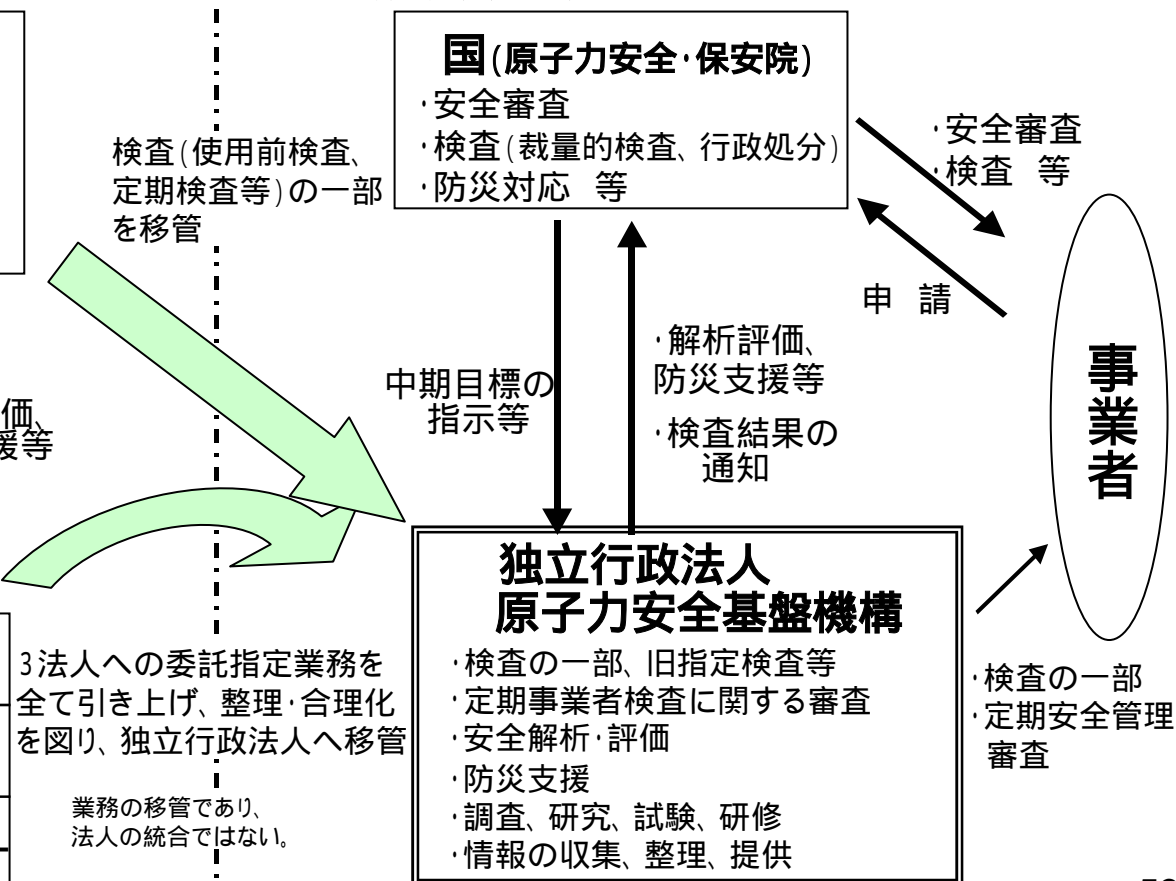 国(原子力安全・保安院)
・安全審査
・検査(裁量的検査、行政処分)
・防災対応 等
検査(使用前検査、
定期検査等)の一部
を移管
・安全審査
・検査 等
申 請
事業者
中期目標の
指示等
・解析評価、
防災支援等
・検査結果の
通知
価、
援等
独立行政法人
原子力安全基盤機構
・検査の一部、旧指定検査等
・定期事業者検査に関する審査
・安全解析・評価
・防災支援
・調査、研究、試験、研修
・情報の収集、整理、提供
・検査の一部
・定期安全管理
審査
3法人への委託指定業務を
全て引き上げ、整理・合理化
を図り、独立行政法人へ移管
業務の移管であり、
法人の統合ではない。